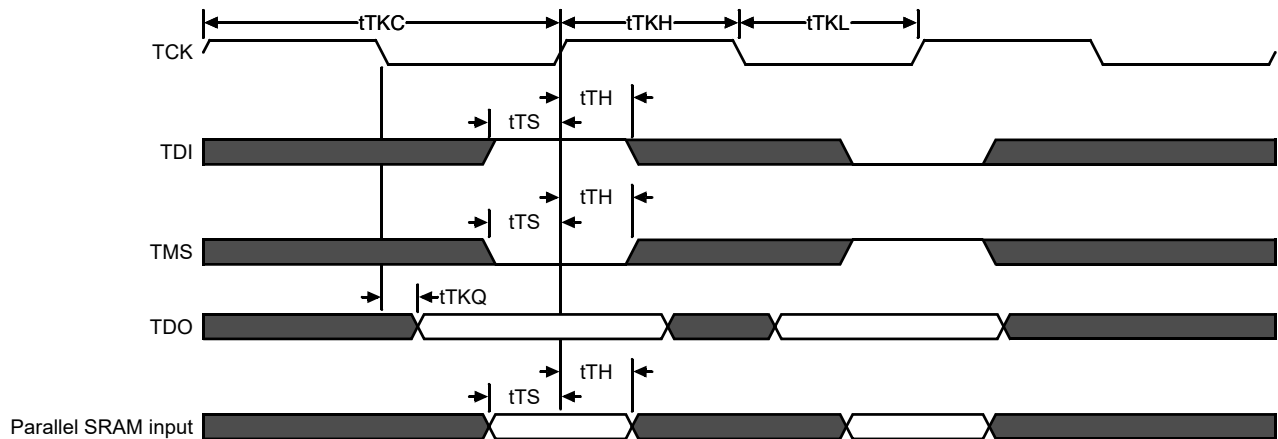 tTKC
tTKH
tTKL
TCK
tTH
tTS
TDI
tTH
tTS
TMS
tTKQ
TDO
tTH
tTS
Parallel SRAM input